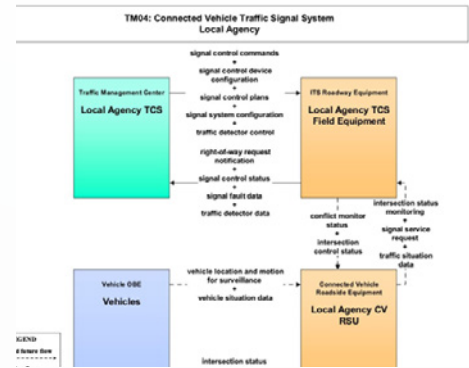 TM04: Connected Vehicle Traffic Signal System
Local Agency
Traffic Management Center
Local Agency TCS
signal control commands
+
signal control device
configuration
+
signal control plans
+
signal system configuration
+
traffic detector control
right-of-way request
notification
+
signal control status
+
signal fault data
+
traffic detector data
ITS Roadway Equipment
Local Agency TCS
Field Equipment
conflict monitor
status
+
intersection
control status
intersection status
monitoring
+
signal service
request
+
traffic situation
data
Vehicle OBE
Vehicles
vehicle location and motion
for surveillance
+
vehicle situation data
Connected Vehicle
Roadside Equipment
Local Agency CV
RSU
intersection status
EGEND
d future flow